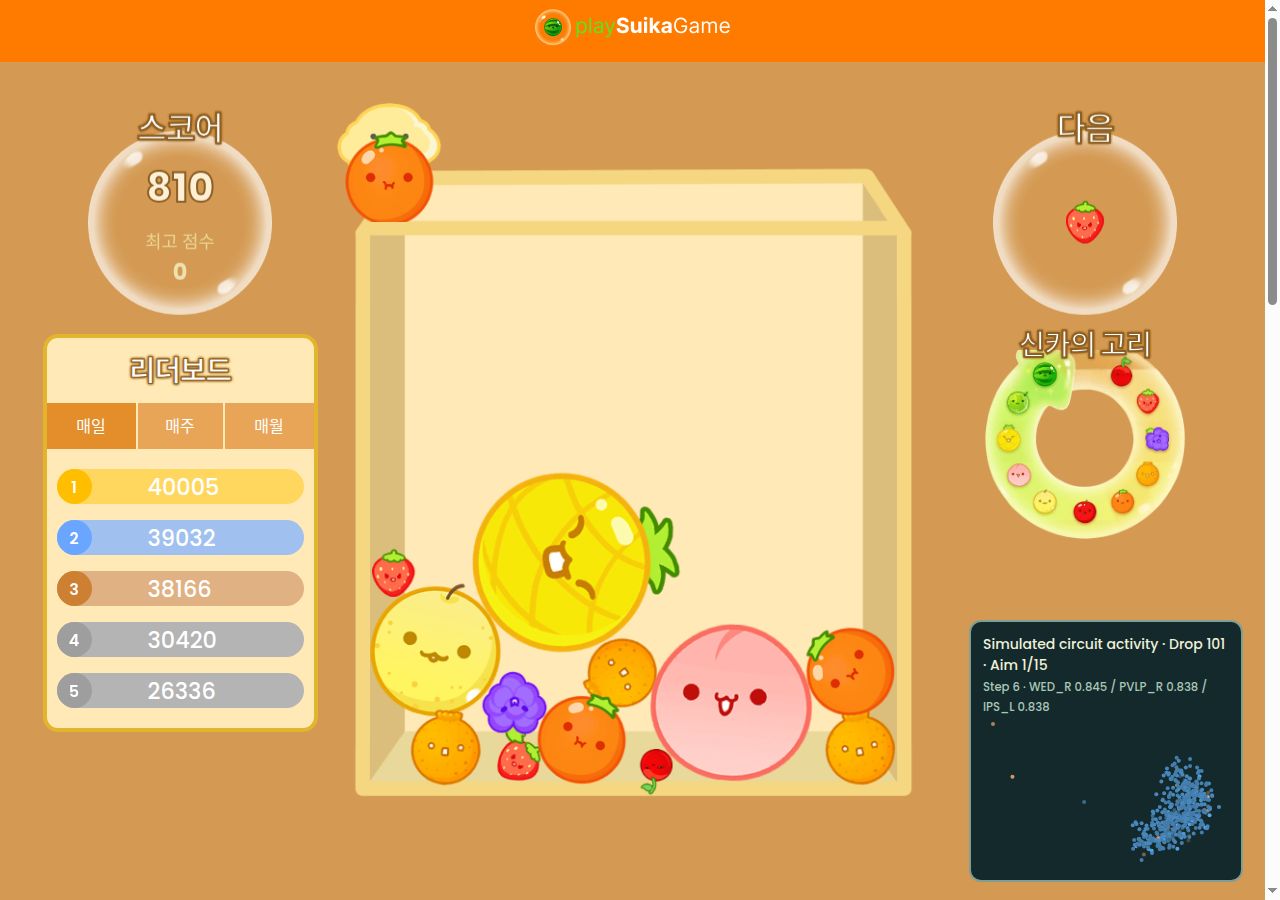 playSuikaGame
스코어
810
최고 점수
0
다음
신카의 고리
리더보드
매일 매주 매월
1 40005
2 39032
3 38166
4 30420
5 26336
Simulated circuit activity · Drop 101
· Aim 1/15
Step 6 · WED_R 0.845 / PVLP_R 0.838 /
IPS_L 0.838